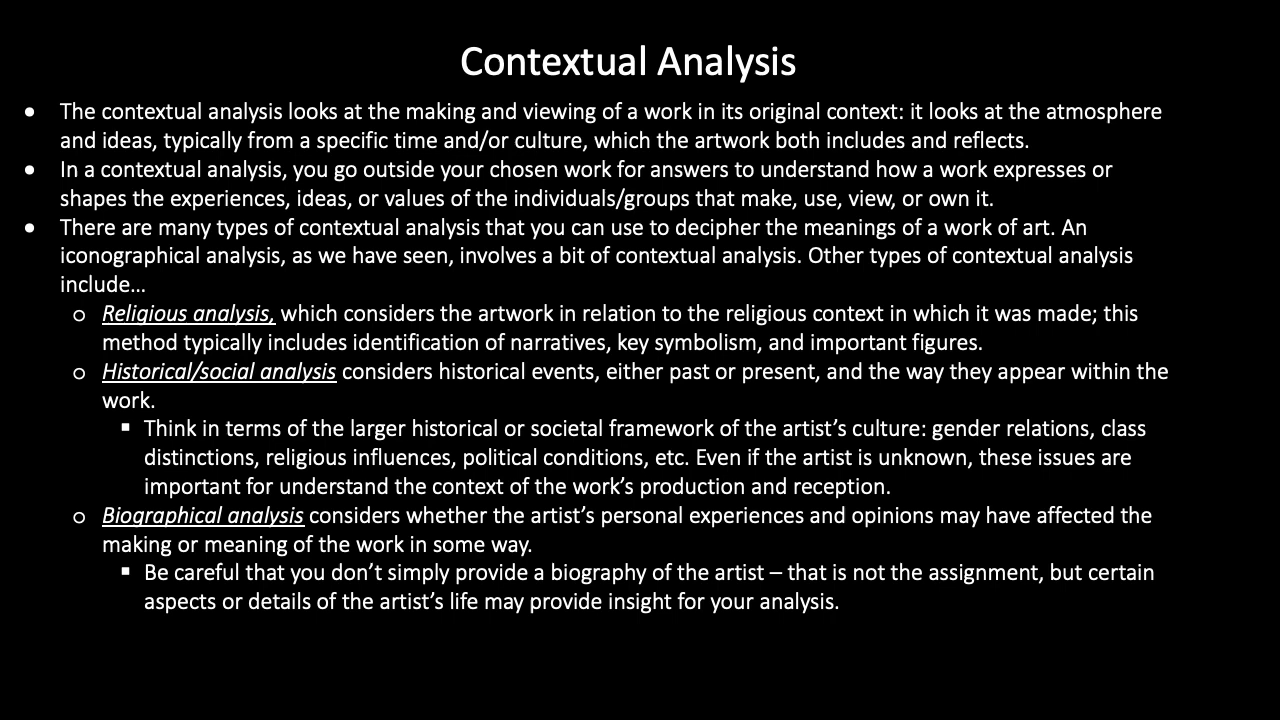 Contextual Analysis
● The contextual analysis looks at the making and viewing of a work in its original context: it looks at the atmosphere
and ideas, typically from a specific time and/or culture, which the artwork both includes and reflects.
● In a contextual analysis, you go outside your chosen work for answers to understand how a work expresses or
shapes the experiences, ideas, or values of the individuals/groups that make, use, view, or own it.
● There are many types of contextual analysis that you can use to decipher the meanings of a work of art. An
iconographical analysis, as we have seen, involves a bit of contextual analysis. Other types of contextual analysis
include…
o Religious analysis, which considers the artwork in relation to the religious context in which it was made; this
method typically includes identification of narratives, key symbolism, and important figures.
o Historical/social analysis considers historical events, either past or present, and the way they appear within the
work.
▪ Think in terms of the larger historical or societal framework of the artist’s culture: gender relations, class
distinctions, religious influences, political conditions, etc. Even if the artist is unknown, these issues are
important for understand the context of the work’s production and reception.
o Biographical analysis considers whether the artist’s personal experiences and opinions may have affected the
making or meaning of the work in some way.
▪ Be careful that you don’t simply provide a biography of the artist – that is not the assignment, but certain
aspects or details of the artist’s life may provide insight for your analysis.